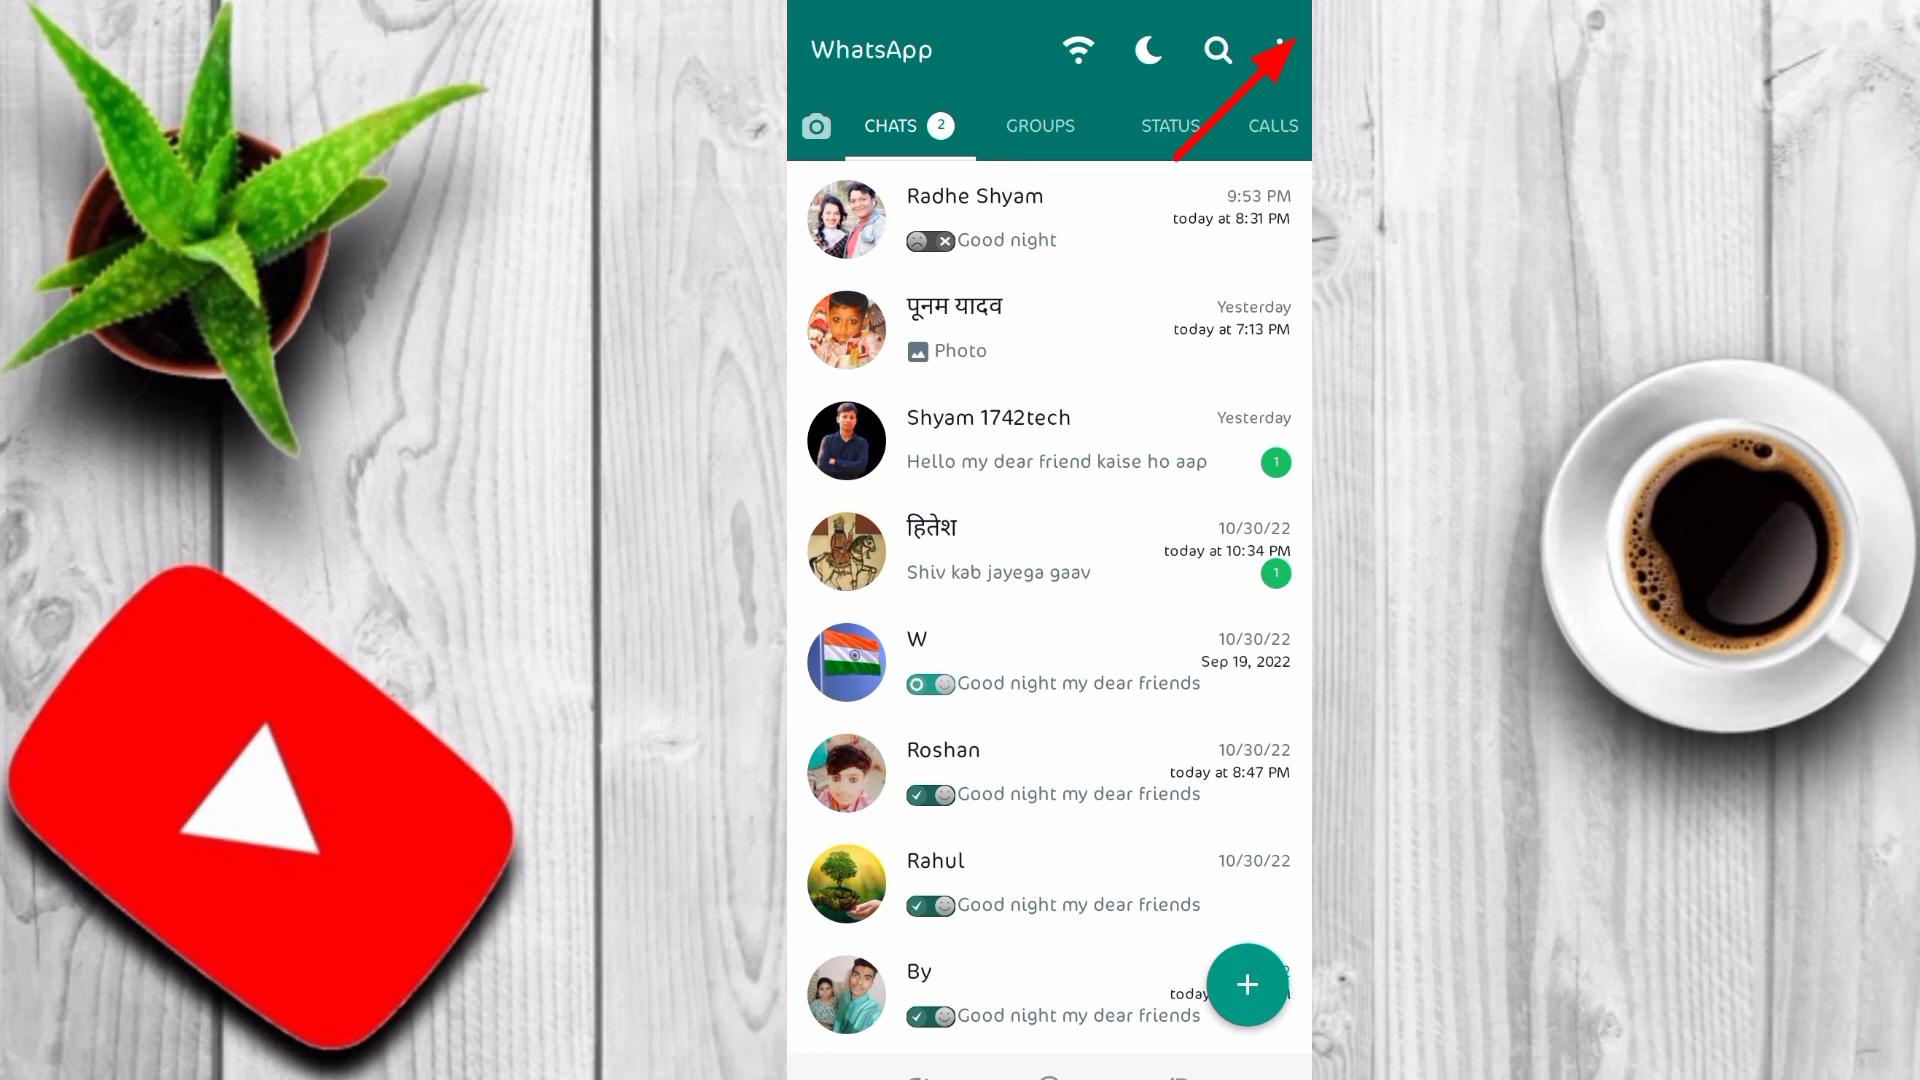 WhatsApp
CHATS 2 GROUPS STATUS CALLS
Radhe Shyam 9:53 PM
today at 8:31 PM
Good night
पूनम यादव Yesterday
today at 7:13 PM
Photo
Shyam 1742tech Yesterday
Hello my dear friend kaise ho aap 1
हितेश 10/30/22
today at 10:34 PM
Shiv kab jayega gaav 1
W 10/30/22
Sep 19, 2022
Good night my dear friends
Roshan 10/30/22
today at 8:47 PM
Good night my dear friends
Rahul 10/30/22
Good night my dear friends
By
today
Good night my dear friends